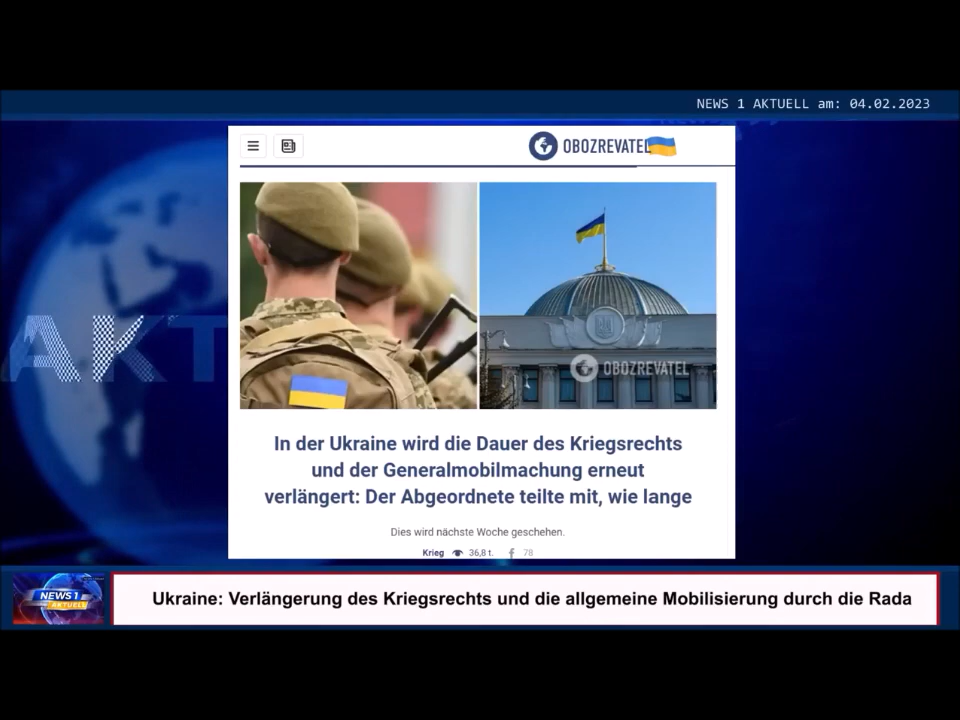 NEWS 1 AKTUELL am: 04.02.2023
OBOZREVATEL
AKT
OBOZREVATEL
In der Ukraine wird die Dauer des Kriegsrechts
und der Generalmobilmachung erneut
verlängert: Der Abgeordnete teilte mit, wie lange
Dies wird nächste Woche geschehen.
Krieg 36,8 t. 78
NEWS 1
AKTUELL
Ukraine: Verlängerung des Kriegsrechts und die allgemeine Mobilisierung durch die Rada